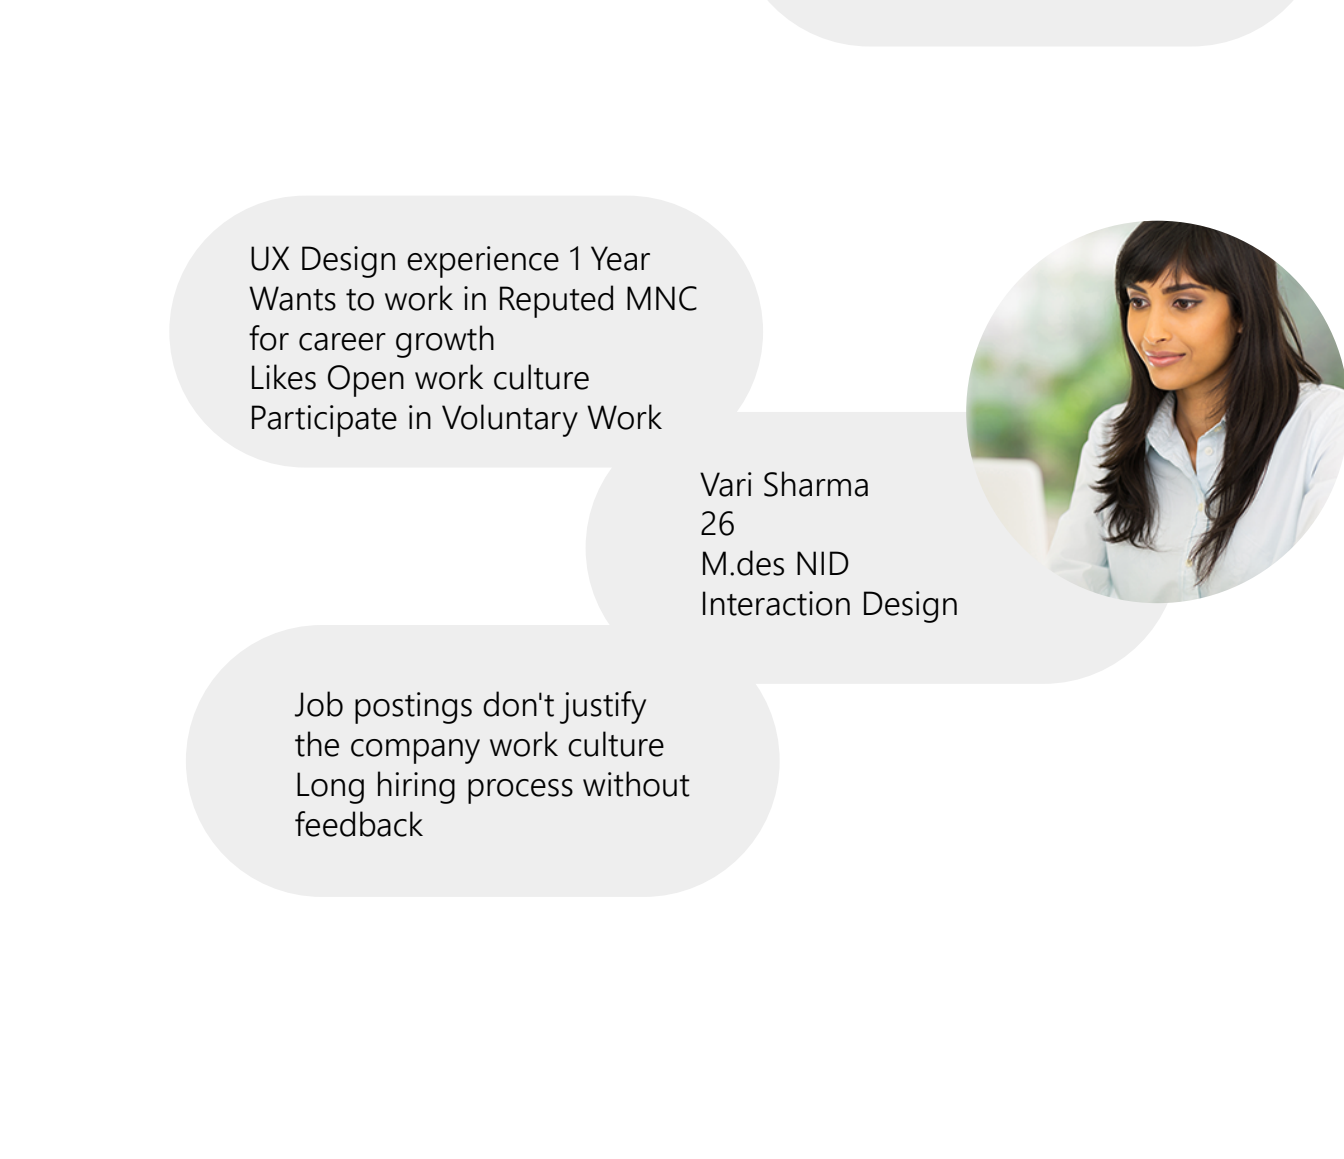 UX Design experience 1 Year
Wants to work in Reputed MNC
for career growth
Likes Open work culture
Participate in Voluntary Work
Vari Sharma
26
M.des NID
Interaction Design
Job postings don't justify
the company work culture
Long hiring process without
feedback